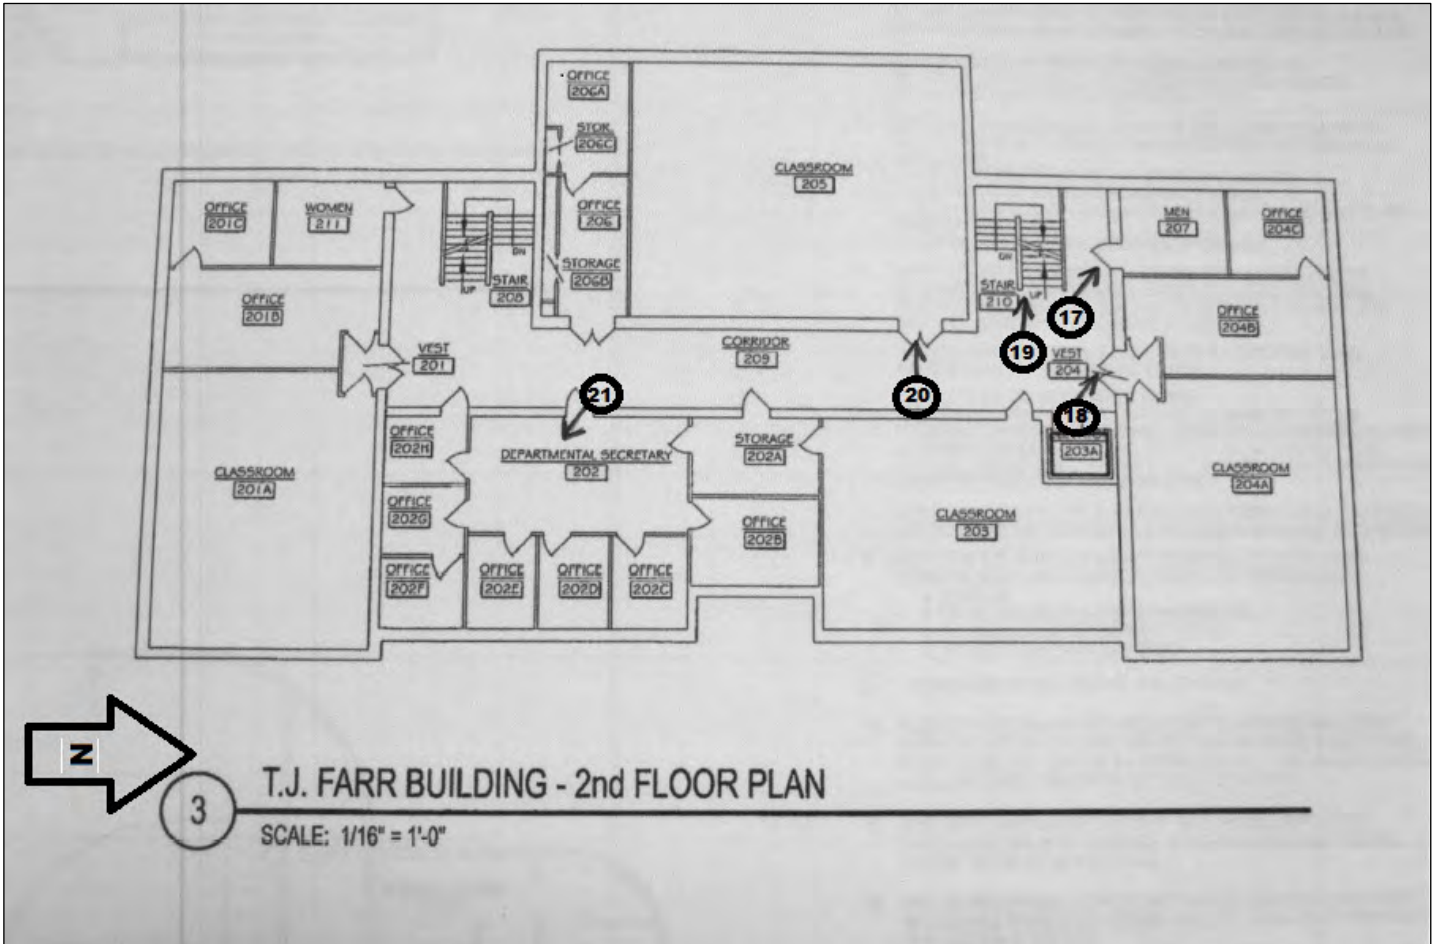 OFFICE
206A
STOR.
206C
CLASSROOM
205
OFFICE
201C
WOMEN
211
OFFICE
206
MEN
207
OFFICE
204C
DN
DN
STORAGE
206B
STAIR
208
UP
STAIR
210
UP
17
OFFICE
201B
OFFICE
204B
VEST
201
CORRIDOR
209
19
VEST
204
21
20
18
OFFICE
202H
DEPARTMENTAL SECRETARY
202
STORAGE
202A
203A
CLASSROOM
201A
CLASSROOM
204A
OFFICE
202G
CLASSROOM
203
OFFICE
202B
OFFICE
202F
OFFICE
202E
OFFICE
202D
OFFICE
202C
N
3
T.J. FARR BUILDING - 2nd FLOOR PLAN
SCALE: 1/16" = 1'-0"